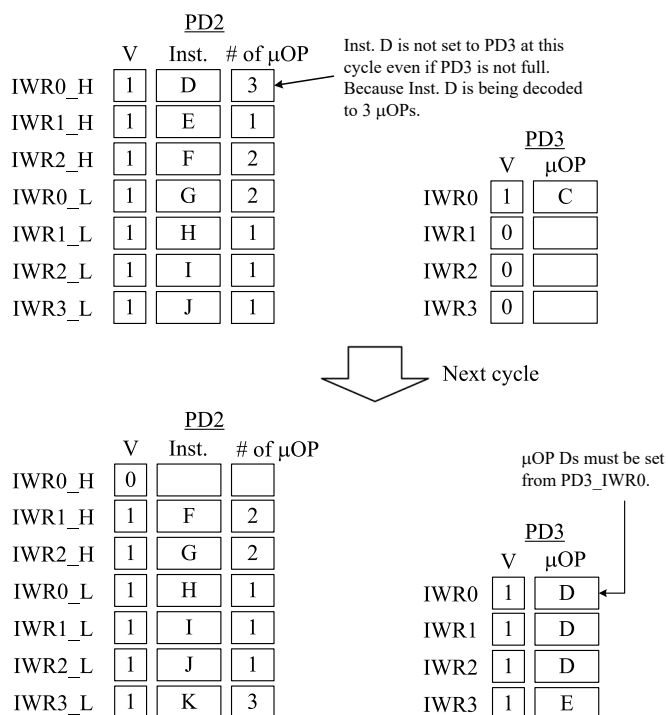 PD2
V Inst. # of μOP
IWR0_H 1 D 3
IWR1_H 1 E 1
IWR2_H 1 F 2
IWR0_L 1 G 2
IWR1_L 1 H 1
IWR2_L 1 I 1
IWR3_L 1 J 1
Inst. D is not set to PD3 at this
cycle even if PD3 is not full.
Because Inst. D is being decoded
to 3 μOPs.
PD3
V μOP
IWR0 1 C
IWR1 0
IWR2 0
IWR3 0
Next cycle
PD2
V Inst. # of μOP
IWR0_H 0
IWR1_H 1 F 2
IWR2_H 1 G 2
IWR0_L 1 H 1
IWR1_L 1 I 1
IWR2_L 1 J 1
IWR3_L 1 K 3
μOP Ds must be set
from PD3_IWR0.
PD3
V μOP
IWR0 1 D
IWR1 1 D
IWR2 1 D
IWR3 1 E